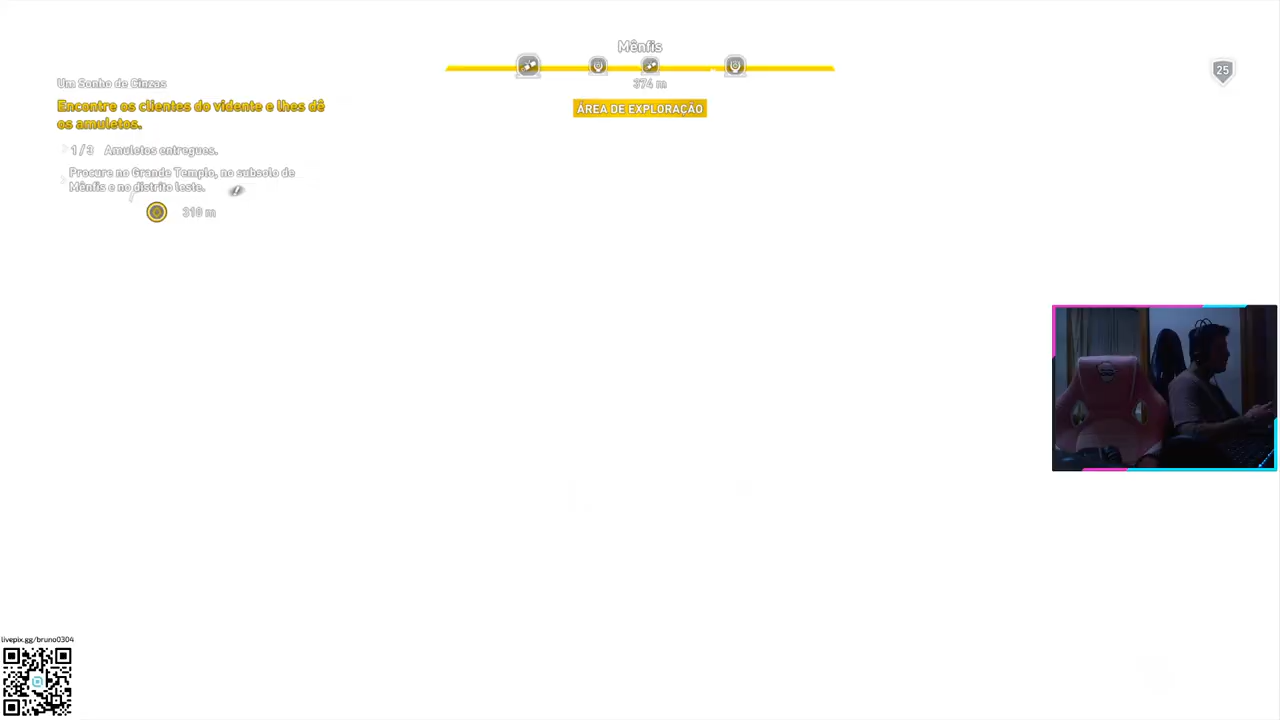 Mênfis
374 m
ÁREA DE EXPLORAÇÃO
25
Um Sonho de Cinzas
Encontre os clientes do vidente e lhes dê
os amuletos.
1/3 Amuletos entregues.
Procure no Grande Templo, no subsolo de
Mênfis e no distrito leste.
310 m
livepix.gg/bruno0304